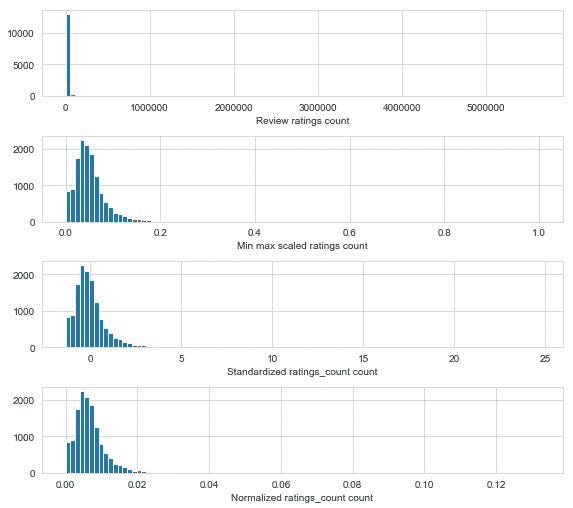 10000
5000
0
0 1000000 2000000 3000000 4000000 5000000
Review ratings count
2000
1000
0
0.0 0.2 0.4 0.6 0.8 1.0
Min max scaled ratings count
2000
1000
0
0 5 10 15 20 25
Standardized ratings_count count
2000
1000
0
0.00 0.02 0.04 0.06 0.08 0.10 0.12
Normalized ratings_count count